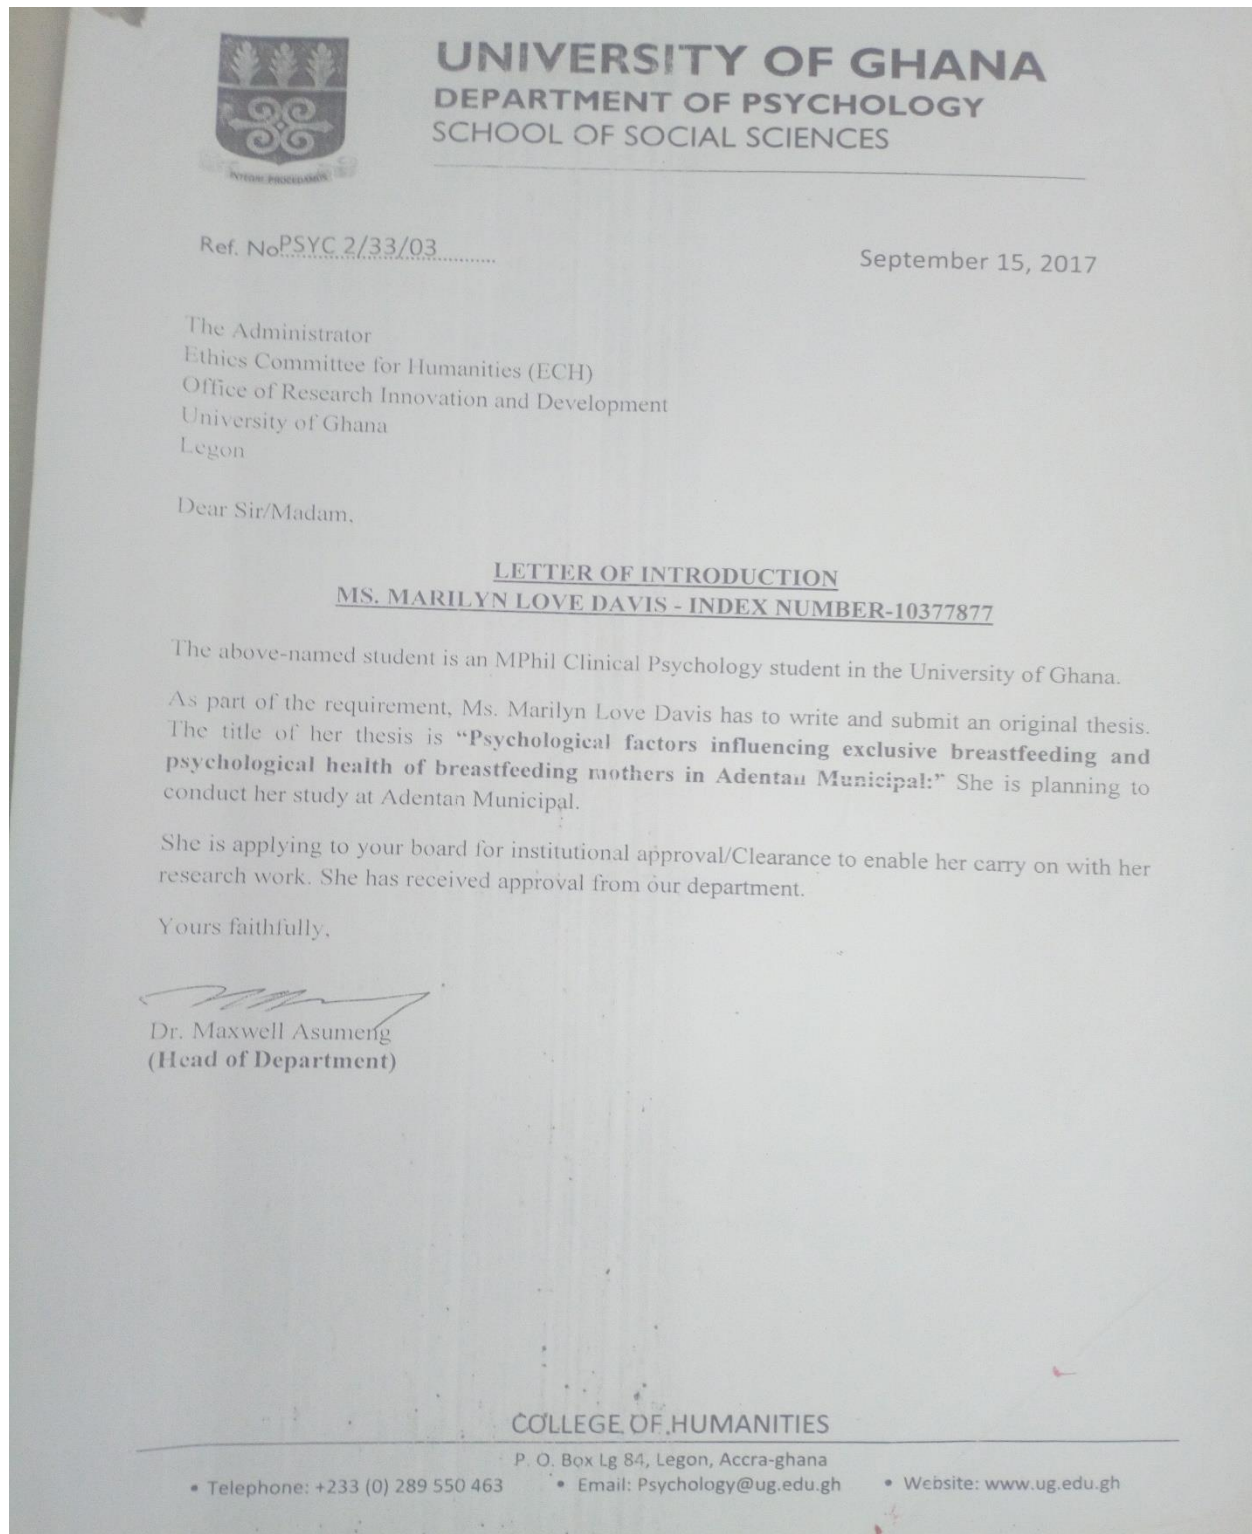 UNIVERSITY OF GHANA
DEPARTMENT OF PSYCHOLOGY
SCHOOL OF SOCIAL SCIENCES
INTEGRI PROCEDAMUS
Ref. No PSYC 2/33/03
September 15, 2017
The Administrator
Ethics Committee for Humanities (ECH)
Office of Research Innovation and Development
University of Ghana
Legon
Dear Sir/Madam,
LETTER OF INTRODUCTION
MS. MARILYN LOVE DAVIS - INDEX NUMBER-10377877
The above-named student is an MPhil Clinical Psychology student in the University of Ghana.
As part of the requirement, Ms. Marilyn Love Davis has to write and submit an original thesis.
The title of her thesis is “Psychological factors influencing exclusive breastfeeding and
psychological health of breastfeeding mothers in Adentan Municipal:” She is planning to
conduct her study at Adentan Municipal.
She is applying to your board for institutional approval/Clearance to enable her carry on with her
research work. She has received approval from our department.
Yours faithfully,
Dr. Maxwell Asumeng
(Head of Department)
COLLEGE OF HUMANITIES
P. O. Box Lg 84, Legon, Accra-ghana
• Telephone: +233 (0) 289 550 463 • Email: Psychology@ug.edu.gh • Website: www.ug.edu.gh